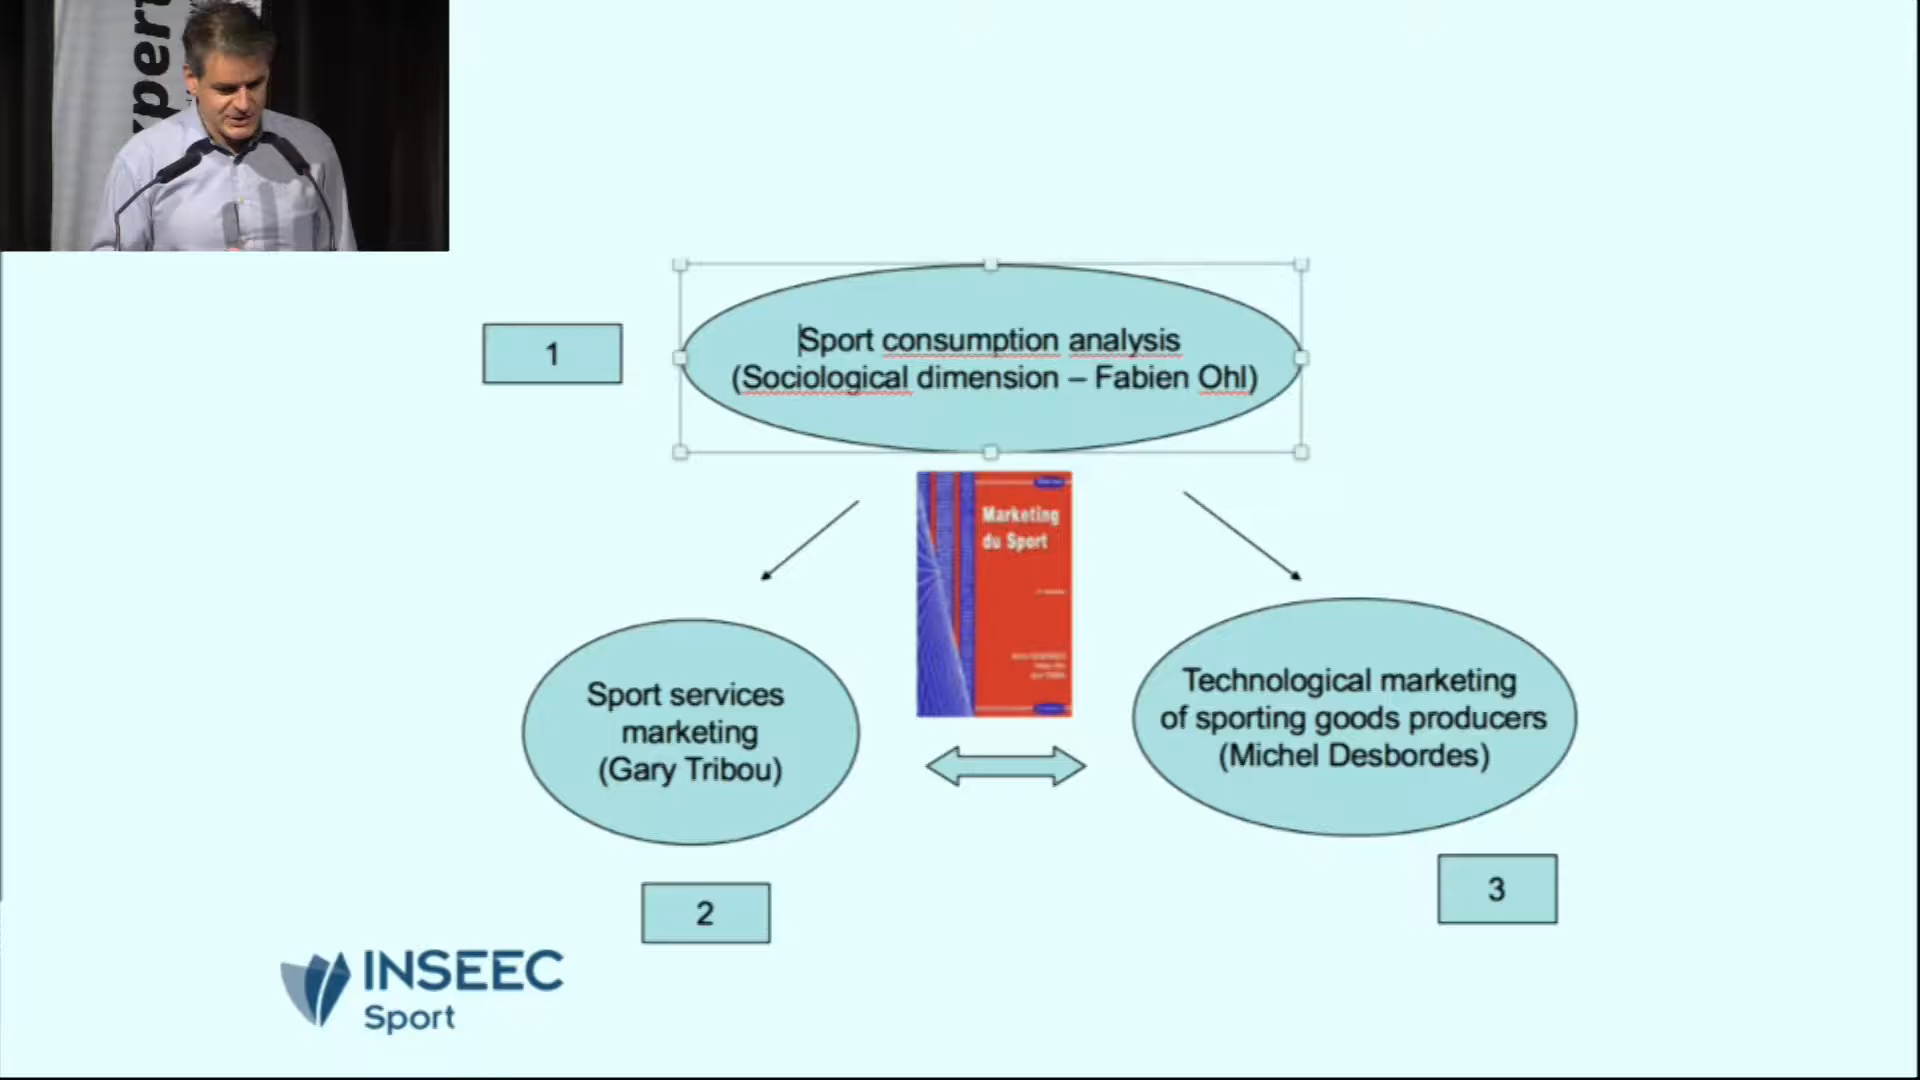 xpert
1
Sport consumption analysis
(Sociological dimension – Fabien Ohl)
Marketing
du Sport
Sport services
marketing
(Gary Tribou)
Technological marketing
of sporting goods producers
(Michel Desbordes)
2
3
INSEEC
Sport